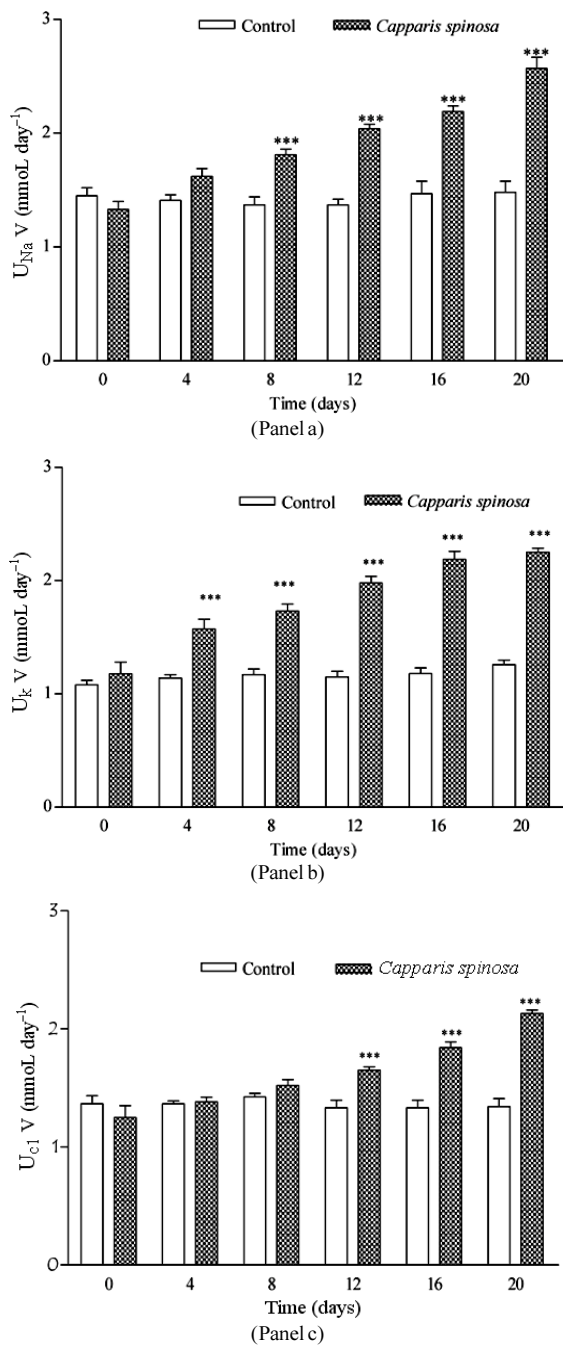 3
Control Capparis spinosa
***
***
***
***
2
1
0
U_Na V (mmoL day⁻¹)
0 4 8 12 16 20
Time (days)
(Panel a)
3
Control Capparis spinosa
*** *** *** *** ***
2
1
0
U_k V (mmoL day⁻¹)
0 4 8 12 16 20
Time (days)
(Panel b)
3
Control Capparis spinosa
***
***
***
2
1
0
U_c1 V (mmoL day⁻¹)
0 4 8 12 16 20
Time (days)
(Panel c)